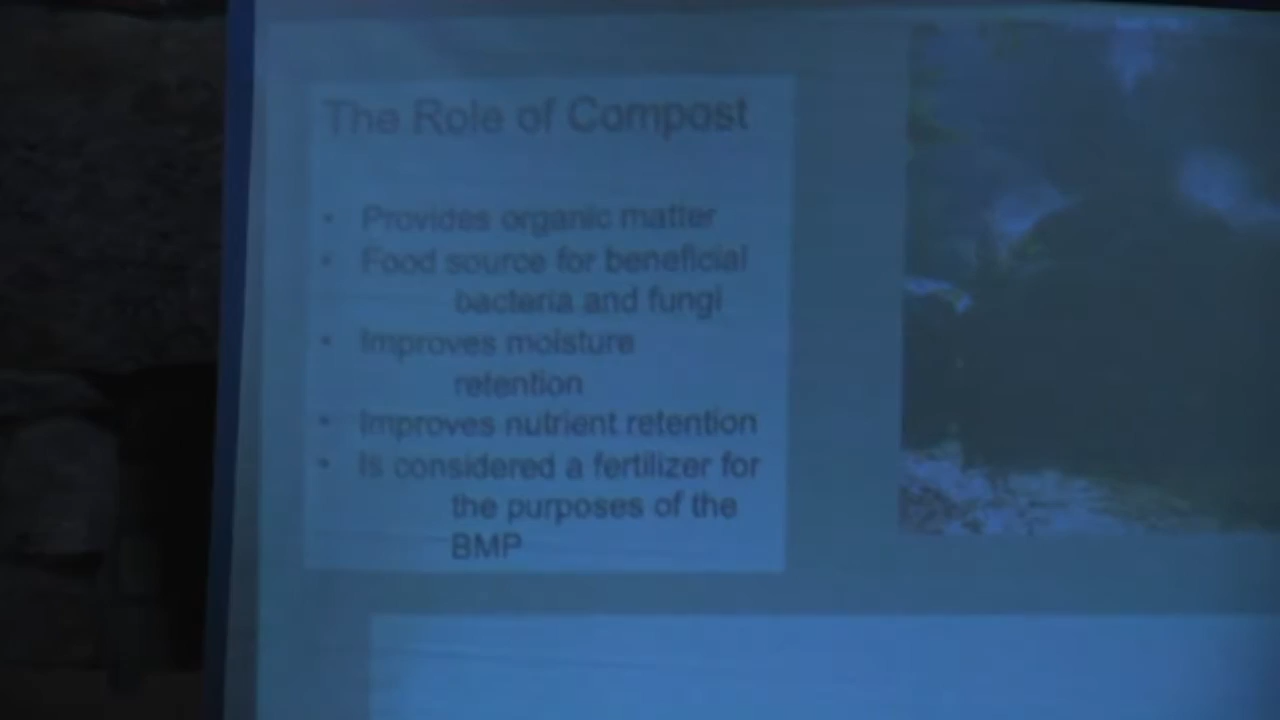 The Role of Compost
• Provides organic matter
• Food source for beneficial
bacteria and fungi
• Improves moisture
retention
• Improves nutrient retention
• Is considered a fertilizer for
the purposes of the
BMP